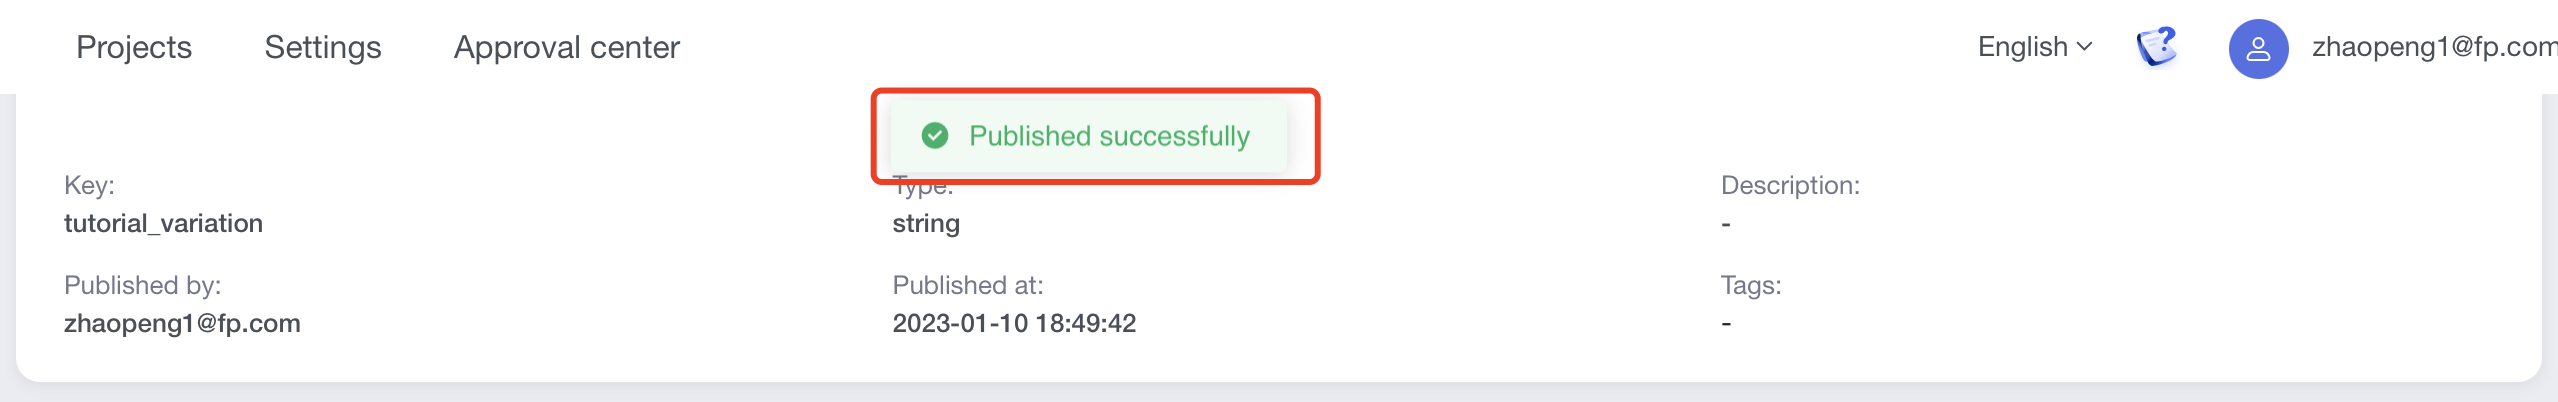 Projects Settings Approval center English zhaopeng1@fp.com
Published successfully
Key: Type: Description:
tutorial_variation string -
Published by: Published at: Tags:
zhaopeng1@fp.com 2023-01-10 18:49:42 -